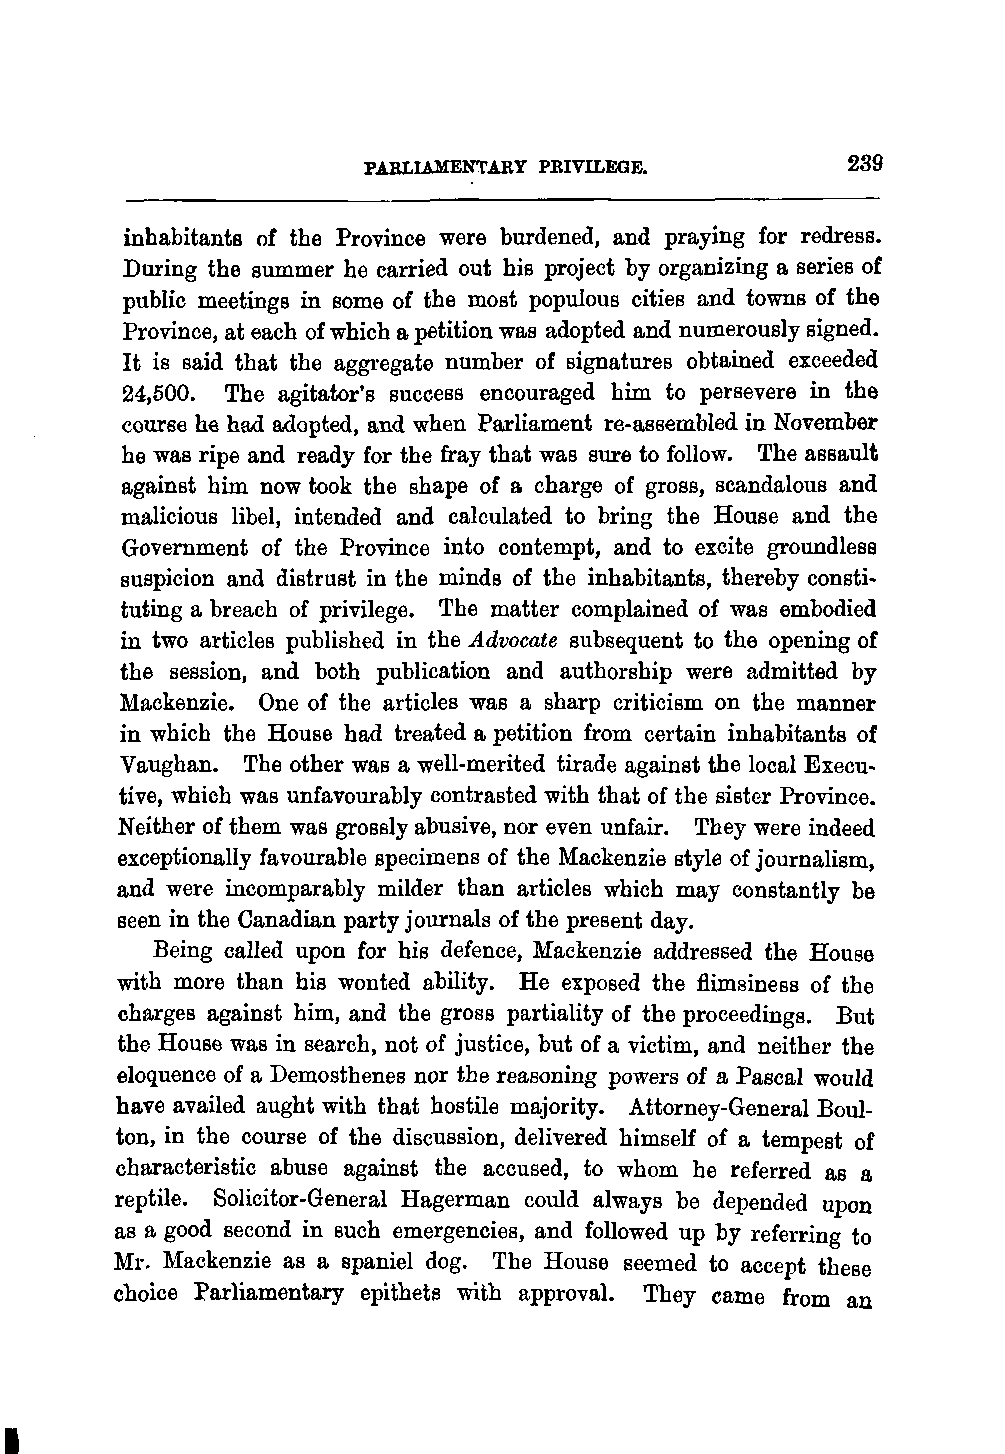 PARLIAMENTARY PRIVILEGE. 239
inhabitants of the Province were burdened, and praying for redress.
During the summer he carried out his project by organizing a series of
public meetings in some of the most populous cities and towns of the
Province, at each of which a petition was adopted and numerously signed.
It is said that the aggregate number of signatures obtained exceeded
24,500. The agitator's success encouraged him to persevere in the
course he had adopted, and when Parliament re-assembled in November
he was ripe and ready for the fray that was sure to follow. The assault
against him now took the shape of a charge of gross, scandalous and
malicious libel, intended and calculated to bring the House and the
Government of the Province into contempt, and to excite groundless
suspicion and distrust in the minds of the inhabitants, thereby consti-
tuting a breach of privilege. The matter complained of was embodied
in two articles published in the Advocate subsequent to the opening of
the session, and both publication and authorship were admitted by
Mackenzie. One of the articles was a sharp criticism on the manner
in which the House had treated a petition from certain inhabitants of
Vaughan. The other was a well-merited tirade against the local Execu-
tive, which was unfavourably contrasted with that of the sister Province.
Neither of them was grossly abusive, nor even unfair. They were indeed
exceptionally favourable specimens of the Mackenzie style of journalism,
and were incomparably milder than articles which may constantly be
seen in the Canadian party journals of the present day.
Being called upon for his defence, Mackenzie addressed the House
with more than his wonted ability. He exposed the flimsiness of the
charges against him, and the gross partiality of the proceedings. But
the House was in search, not of justice, but of a victim, and neither the
eloquence of a Demosthenes nor the reasoning powers of a Pascal would
have availed aught with that hostile majority. Attorney-General Boul-
ton, in the course of the discussion, delivered himself of a tempest of
characteristic abuse against the accused, to whom he referred as a
reptile. Solicitor-General Hagerman could always be depended upon
as a good second in such emergencies, and followed up by referring to
Mr. Mackenzie as a spaniel dog. The House seemed to accept these
choice Parliamentary epithets with approval. They came from an